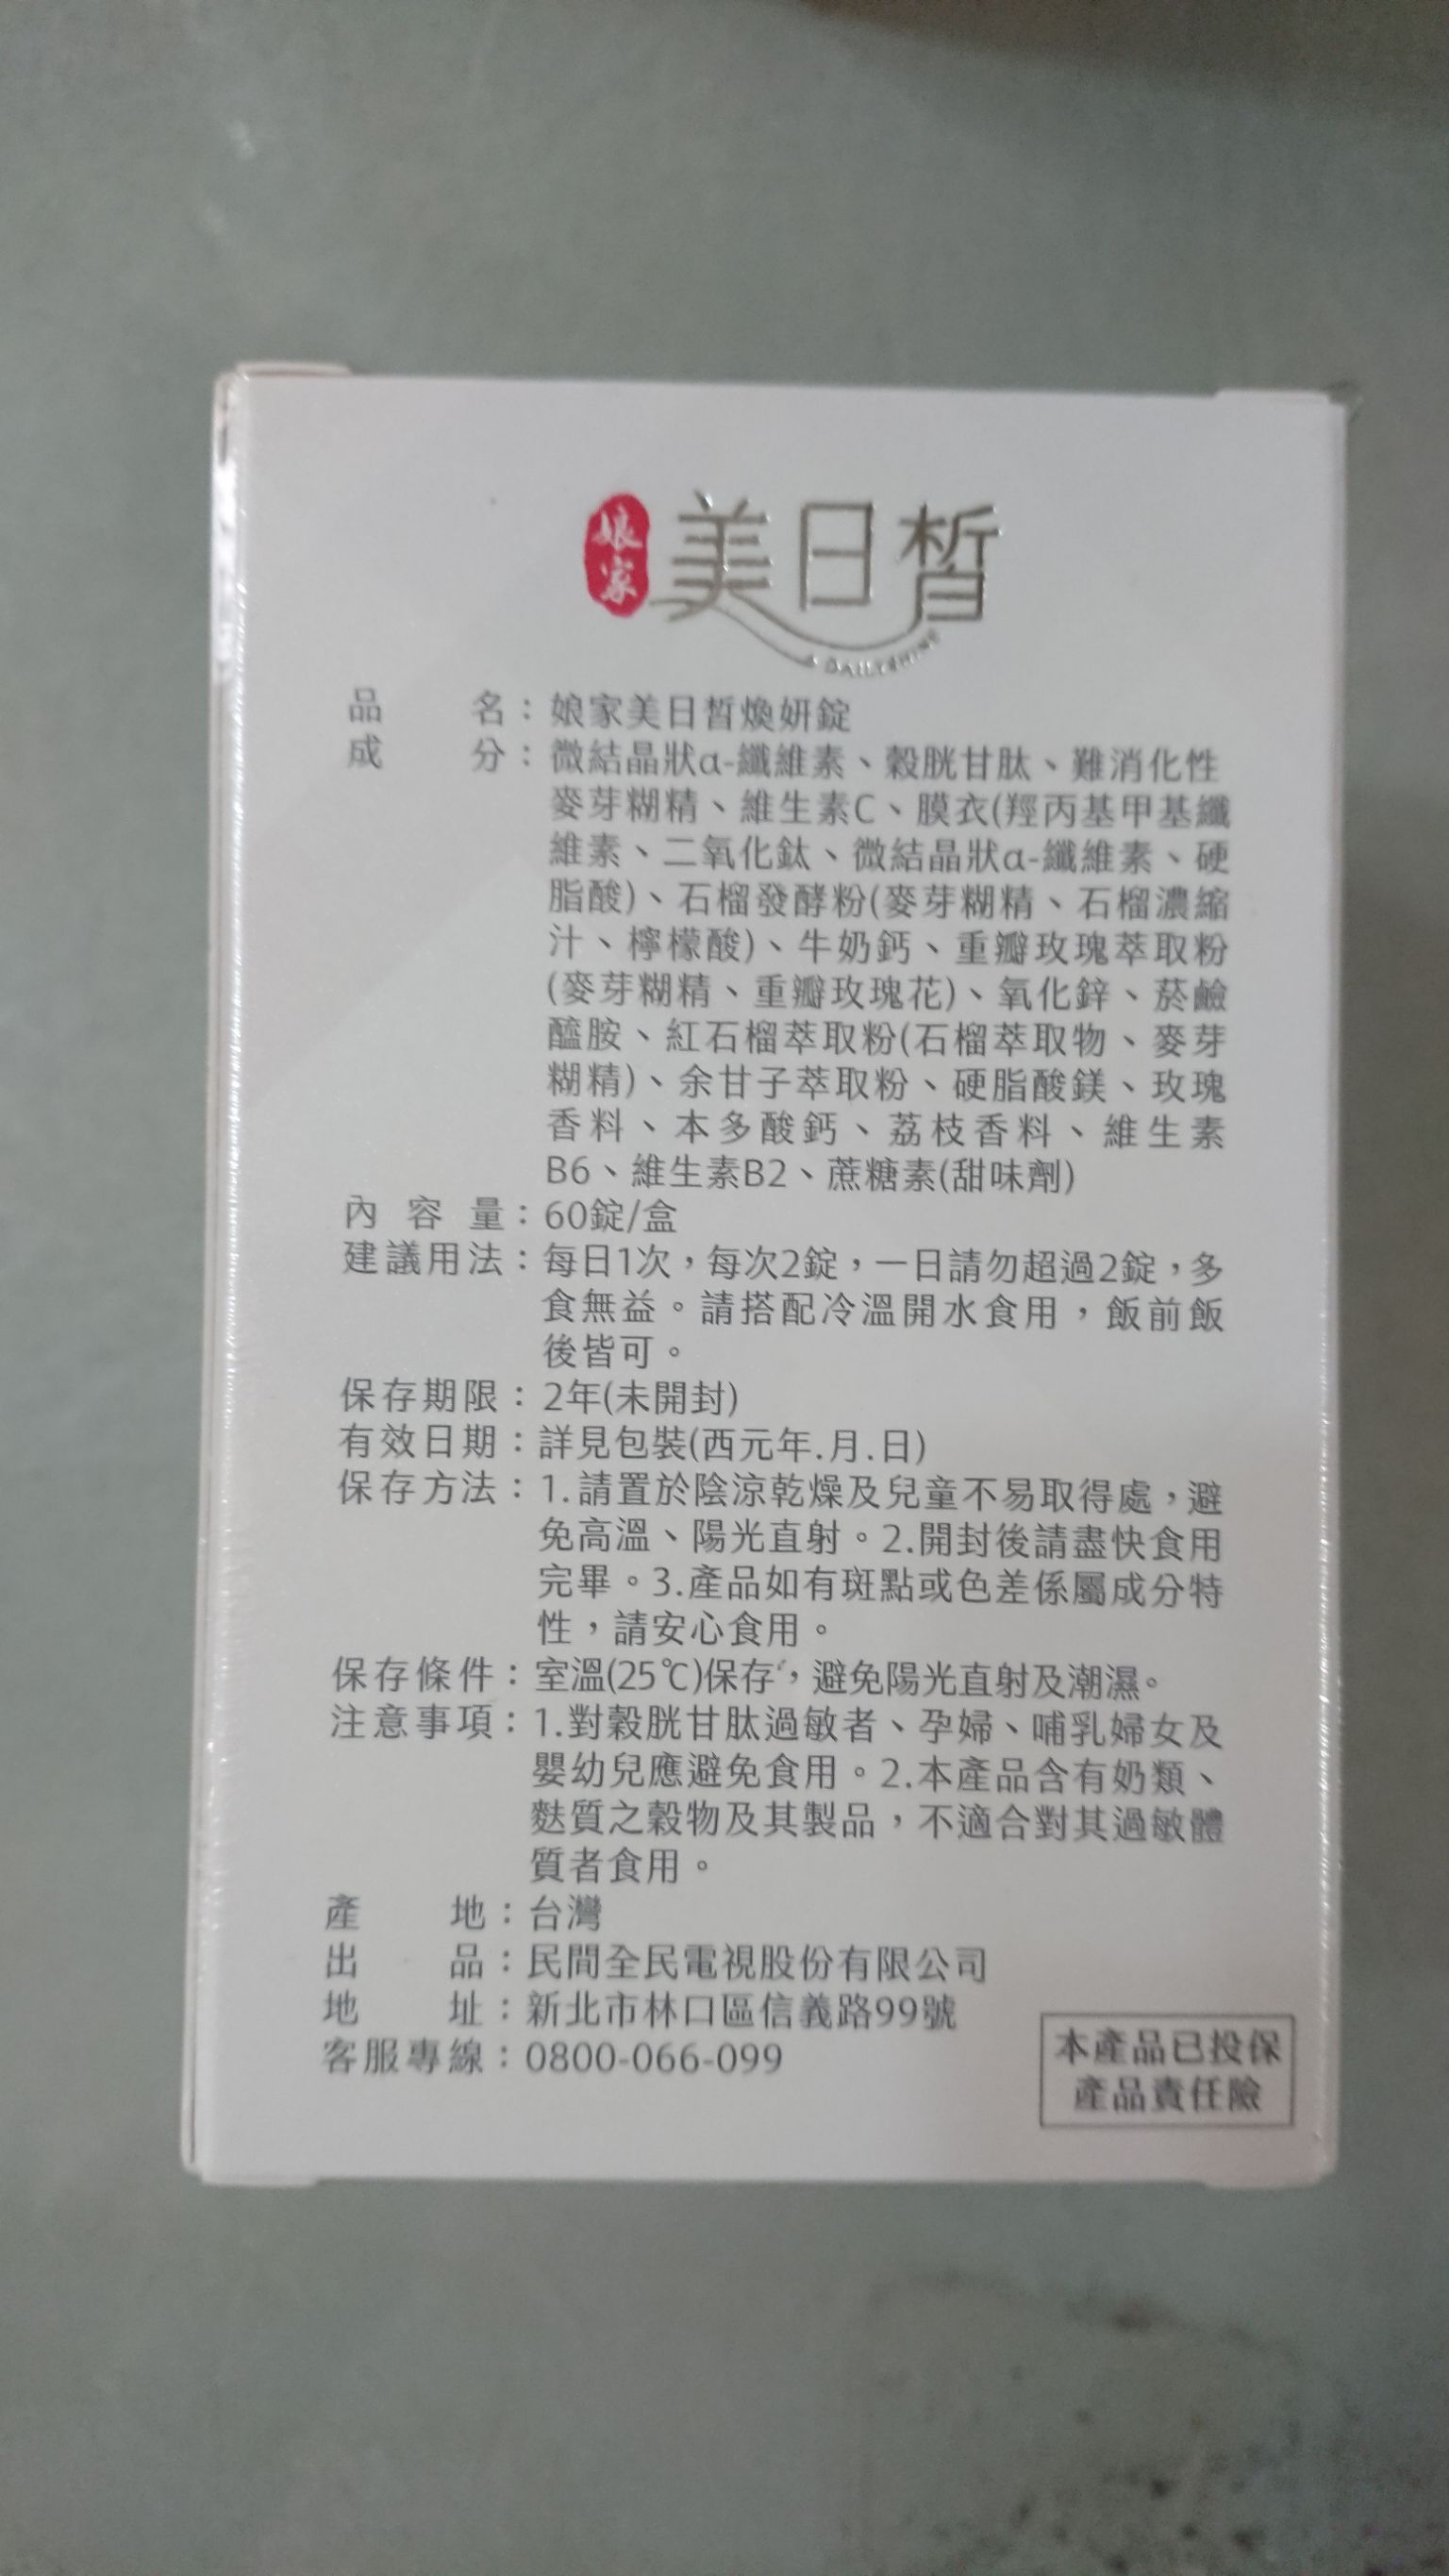 娘家 美日皙
DAILYSHINE
品名：娘家美日皙煥妍錠
成分：微結晶狀α-纖維素、穀胱甘肽、難消化性
麥芽糊精、維生素C、膜衣(羥丙基甲基纖
維素、二氧化鈦、微結晶狀α-纖維素、硬
脂酸)、石榴發酵粉(麥芽糊精、石榴濃縮
汁、檸檬酸)、牛奶鈣、重瓣玫瑰萃取粉
(麥芽糊精、重瓣玫瑰花)、氧化鋅、菸鹼
醯胺、紅石榴萃取粉(石榴萃取物、麥芽
糊精)、余甘子萃取粉、硬脂酸鎂、玫瑰
香料、本多酸鈣、荔枝香料、維生素
B6、維生素B2、蔗糖素(甜味劑)
內容量：60錠/盒
建議用法：每日1次，每次2錠，一日請勿超過2錠，多
食無益。請搭配冷溫開水食用，飯前飯
後皆可。
保存期限：2年(未開封)
有效日期：詳見包裝(西元年.月.日)
保存方法：1.請置於陰涼乾燥及兒童不易取得處，避
免高溫、陽光直射。2.開封後請盡快食用
完畢。3.產品如有斑點或色差係屬成分特
性，請安心食用。
保存條件：室溫(25℃)保存，避免陽光直射及潮濕。
注意事項：1.對穀胱甘肽過敏者、孕婦、哺乳婦女及
嬰幼兒應避免食用。2.本產品含有奶類、
麩質之穀物及其製品，不適合對其過敏體
質者食用。
產地：台灣
出品：民間全民電視股份有限公司
地址：新北市林口區信義路99號
客服專線：0800-066-099
本產品已投保
產品責任險